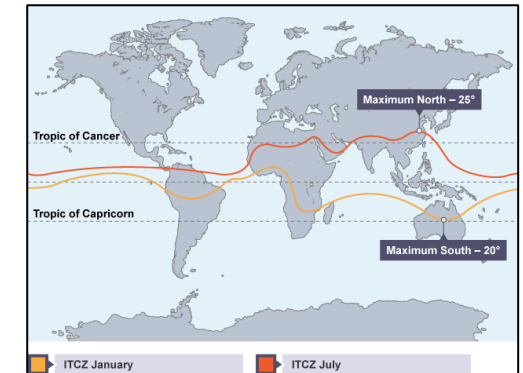 Maximum North – 25°
Tropic of Cancer
Tropic of Capricorn
Maximum South – 20°
ITCZ January
ITCZ July